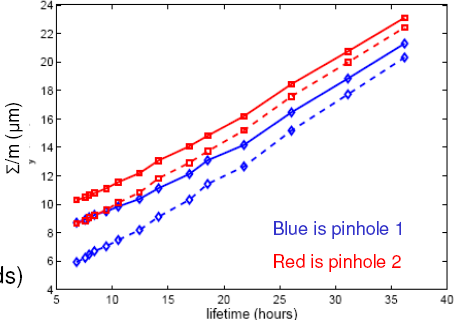 24
22
20
18
16
14
12
10
8
6
4
Σ/m (μm)
y
Blue is pinhole 1
Red is pinhole 2
ds)
5 10 15 20 25 30 35 40
lifetime (hours)